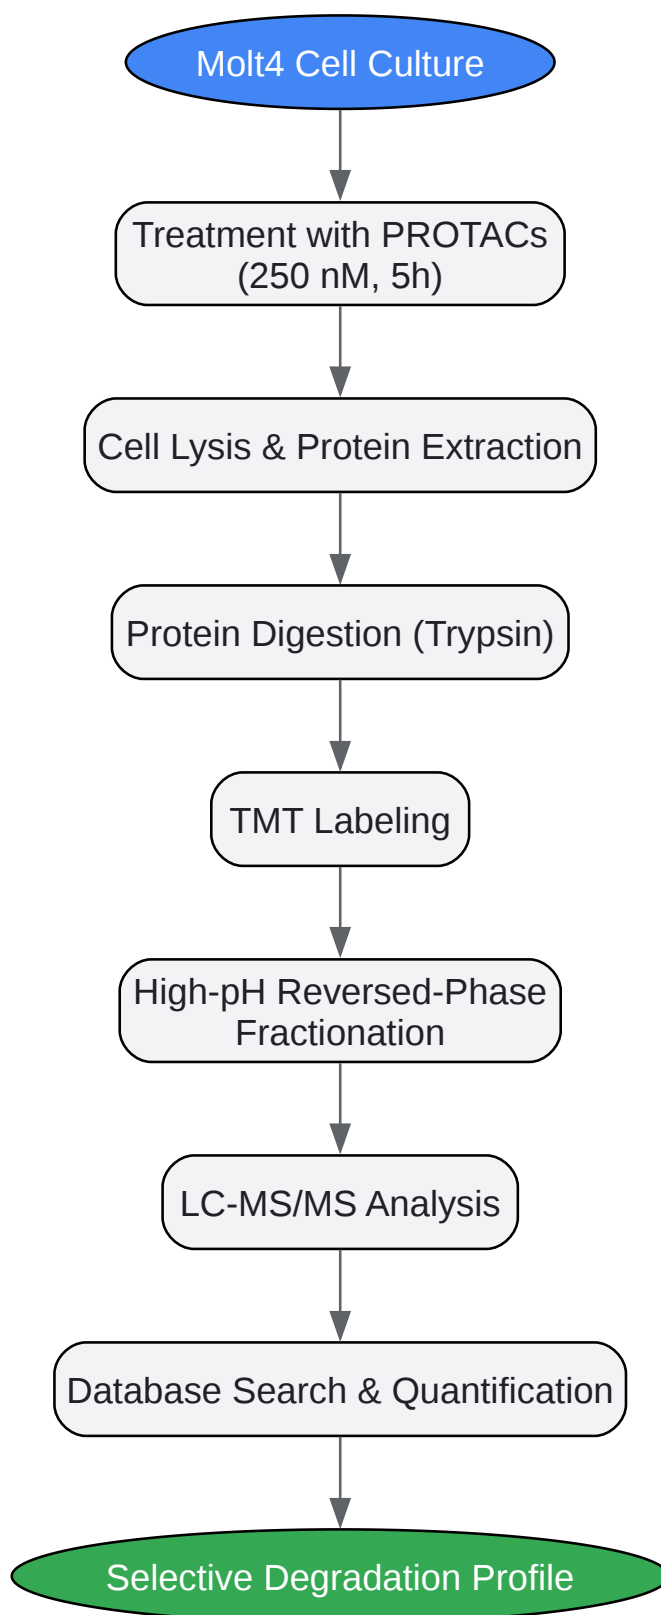 Molt4 Cell Culture
Treatment with PROTACs
(250 nM, 5h)
Cell Lysis & Protein Extraction
Protein Digestion (Trypsin)
TMT Labeling
High-pH Reversed-Phase
Fractionation
LC-MS/MS Analysis
Database Search & Quantification
Selective Degradation Profile